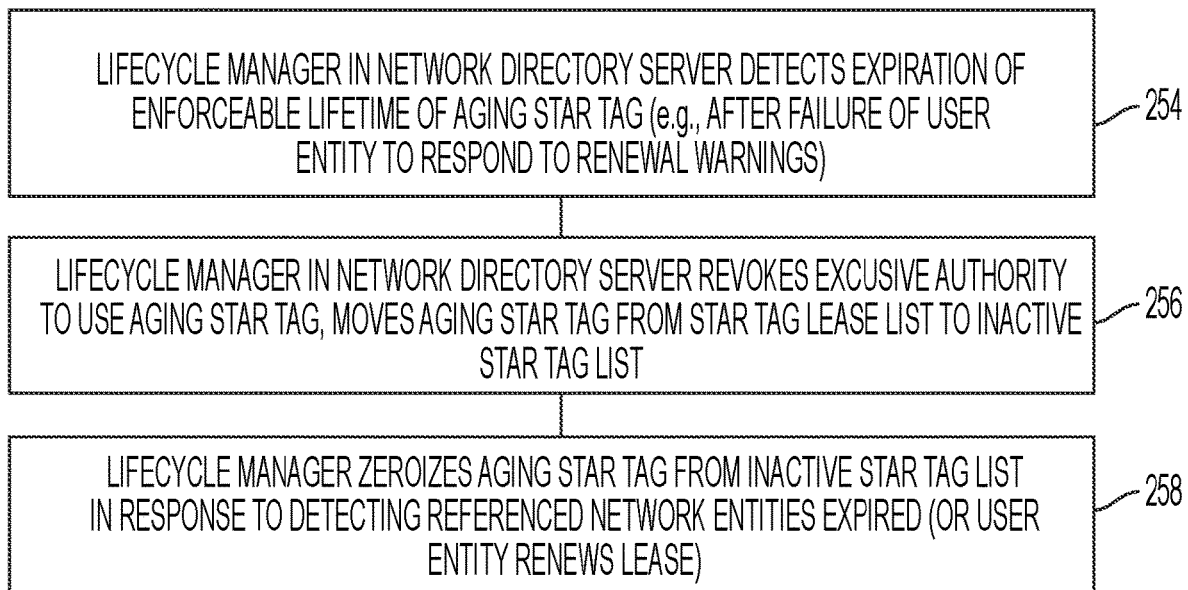 LIFECYCLE MANAGER IN NETWORK DIRECTORY SERVER DETECTS EXPIRATION OF
ENFORCEABLE LIFETIME OF AGING STAR TAG (e.g., AFTER FAILURE OF USER
ENTITY TO RESPOND TO RENEWAL WARNINGS)
254
LIFECYCLE MANAGER IN NETWORK DIRECTORY SERVER REVOKES EXCUSIVE AUTHORITY
TO USE AGING STAR TAG, MOVES AGING STAR TAG FROM STAR TAG LEASE LIST TO INACTIVE
STAR TAG LIST
256
LIFECYCLE MANAGER ZEROIZES AGING STAR TAG FROM INACTIVE STAR TAG LIST
IN RESPONSE TO DETECTING REFERENCED NETWORK ENTITIES EXPIRED (OR USER
ENTITY RENEWS LEASE)
258